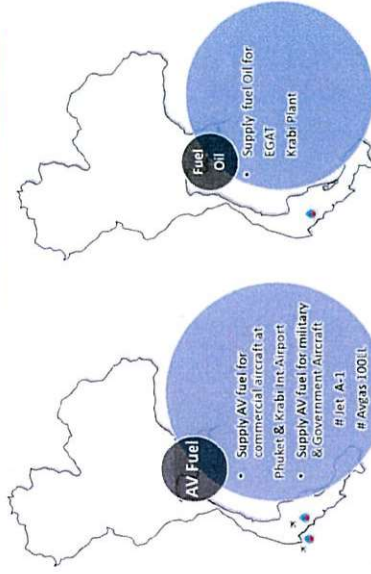 AV Fuel
• Supply AV fuel for
commercial aircraft at
Phuket & Krabi Int Airport
• Supply AV fuel for military
& Government Aircraft
# Jet A-1
# Avgas 100LL
Fuel
Oil
• Supply fuel Oil for
EGAT
Krabi Plant